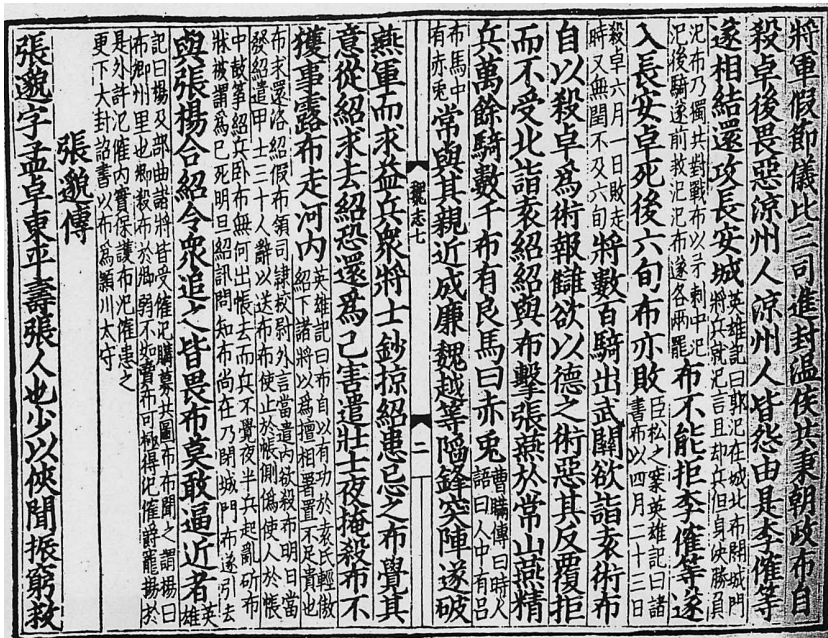 將軍假節儀比三司進封温侯共秉朝政布自
殺卓後畏惡涼州人涼州人皆怨由是李傕等
遂相結還攻長安城
英雄記曰郭汜在城北布開城門
將兵就汜言且却兵但身決勝負
汜布乃獨共對戰布以矛刺中汜
汜後騎遂前救汜汜布遂各兩罷
布不能拒李傕等遂
入長安卓死後六旬布亦敗
臣松之案英雄記曰諸
書布以四月二十三日
殺卓六月一日敗走
時又無閏不及六旬
將數百騎出武關欲詣袁術布
自以殺卓爲術報讎欲以德之術惡其反覆拒
而不受北詣袁紹紹與布擊張燕於常山燕精
兵萬餘騎數千布有良馬曰赤兎
曹瞞傳曰時人
語曰人中有吕
布馬中
有赤兎
常與其親近成廉魏越等陷鋒突陣遂破
魏志七
二
燕軍而求益兵衆將士鈔掠紹患忌之布覺其
意從紹求去紹恐還爲己害遣壯士夜掩殺布不
獲事露布走河内
英雄記曰布自以有功於袁氏輕傲
紹下諸將以爲擅相署置不足貴也
布求還洛紹假布領司隷校尉外言當遣内欲殺布明日當
發紹遣甲士三十人辭以送布布使止於帳側僞使人於帳
中鼓箏紹兵卧布無何出帳去而兵不覺夜半兵起亂斫布
牀被謂爲已死明旦紹訊問知布尚在乃閉城門布遂引去
與張楊合紹令衆追之皆畏布莫敢逼近者
英
雄
記曰楊及部曲諸將皆受傕汜購募共圖布布聞之謂楊曰
布卿州里也卿殺布於卿弱不如賣布可極得汜傕爵寵楊於
是外許汜傕内實保護布汜傕患之
更下大封詔書以布爲潁川太守
張邈傳
張邈字孟卓東平壽張人也少以俠聞振窮救